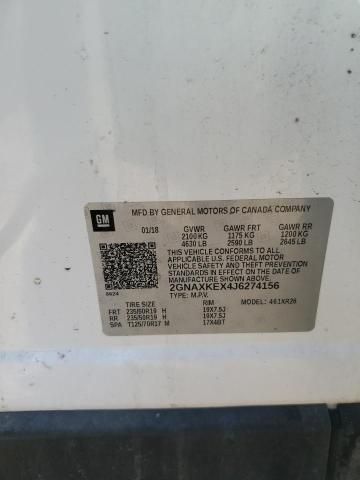 GM
MFD BY GENERAL MOTORS OF CANADA COMPANY
01/18 GVWR GAWR FRT GAWR RR
2100 KG 1175 KG 1200 KG
4630 LB 2590 LB 2645 LB
THIS VEHICLE CONFORMS TO ALL
APPLICABLE U.S. FEDERAL MOTOR
VEHICLE SAFETY AND THEFT
PREVENTION STANDARDS IN EFFECT
ON THE DATE OF MANUFACTURE
SHOWN ABOVE.
2GNAXKEX4J6274156
8624 TYPE: M.P.V. MODEL: 461XR26
TIRE SIZE SPEED RTG RIM
FRT 235/50R19 H 19X7.5J
RR 235/50R19 H 19X7.5J
SPA T125/70R17 M 17X4BT